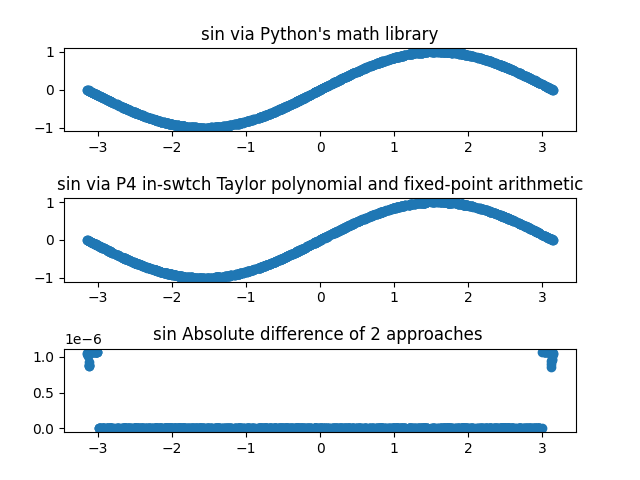 sin via Python's math library
1
0
−1
−3 −2 −1 0 1 2 3
sin via P4 in-swtch Taylor polynomial and fixed-point arithmetic
1
0
−1
−3 −2 −1 0 1 2 3
sin Absolute difference of 2 approaches
1e−6
1.0
0.5
0.0
−3 −2 −1 0 1 2 3